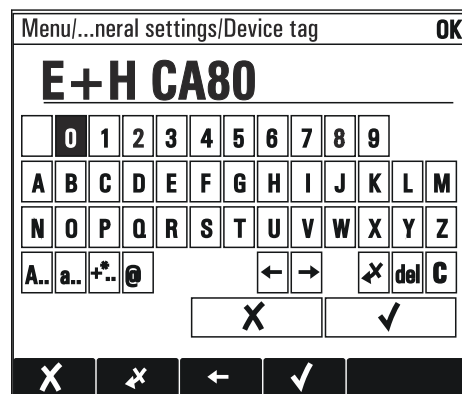 Menu/...neral settings/Device tag OK
E+H CA80
0 1 2 3 4 5 6 7 8 9
A B C D E F G H I J K L M
N O P Q R S T U V W X Y Z
A.. a.. +*.. @ ← → del C
✗ ✓
✗ ← ✓